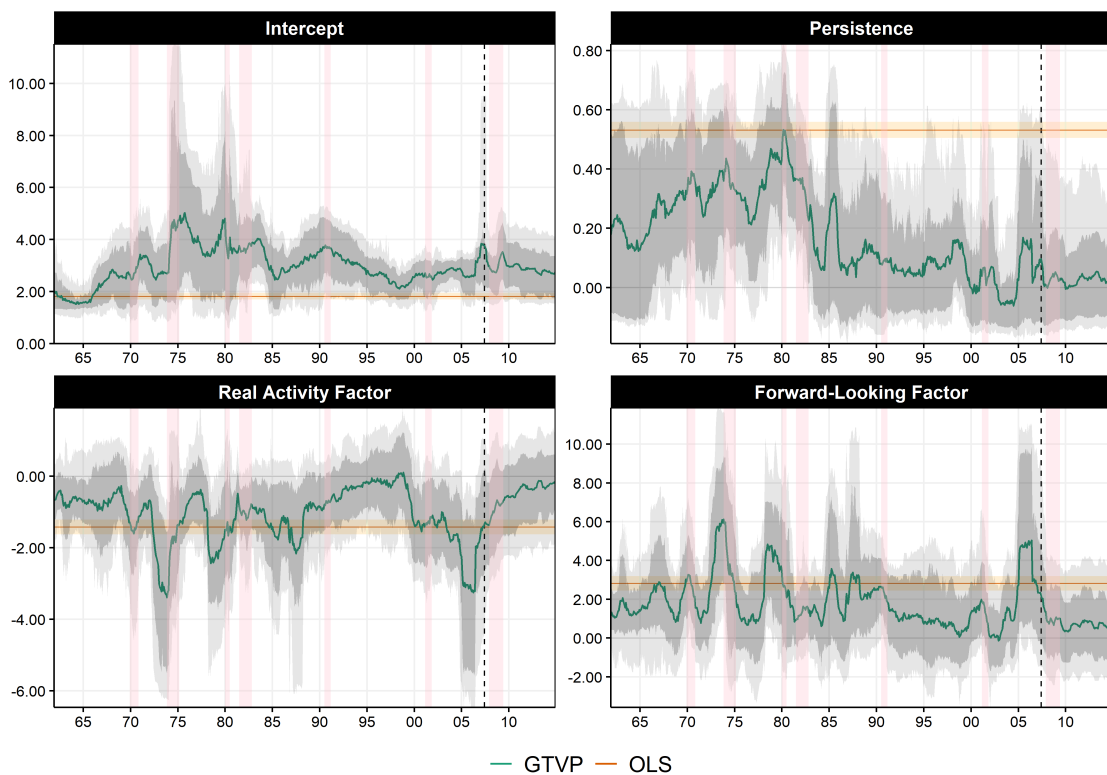 Intercept
10.00
8.00
6.00
4.00
2.00
0.00
65 70 75 80 85 90 95 00 05 10
Persistence
0.80
0.60
0.40
0.20
0.00
65 70 75 80 85 90 95 00 05 10
Real Activity Factor
0.00
-2.00
-4.00
-6.00
65 70 75 80 85 90 95 00 05 10
Forward-Looking Factor
10.00
8.00
6.00
4.00
2.00
0.00
-2.00
65 70 75 80 85 90 95 00 05 10
GTVP OLS